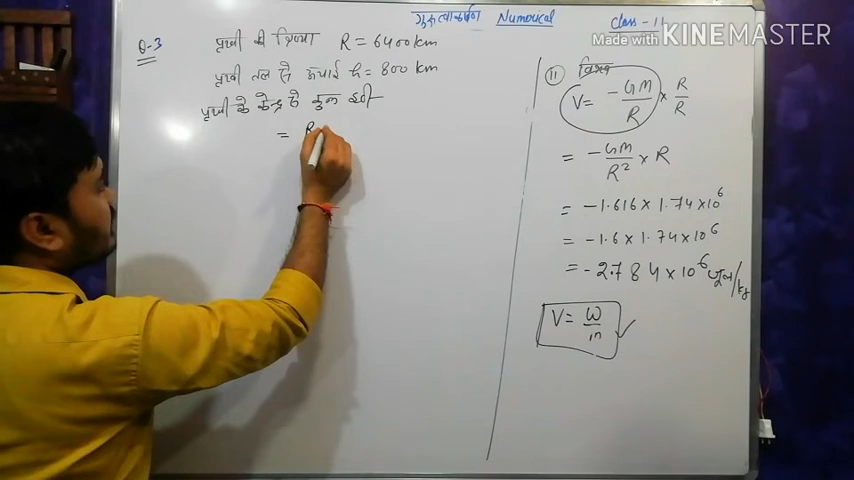 गुरुत्वाकर्षण Numerical Class - 11
Made with KINEMASTER
Q-3 पृथ्वी की त्रिज्या R = 6400 km
पृथ्वी तल से ऊंचाई h = 800 km
पृथ्वी के केन्द्र से कुल दूरी
= R
(ii) विभव
V = -GM/R × R/R
= -GM/R² × R
= -1.616 × 1.74 × 10⁶
= -1.6 × 1.74 × 10⁶
= -2.784 × 10⁶ जूल/kg
V = W/m